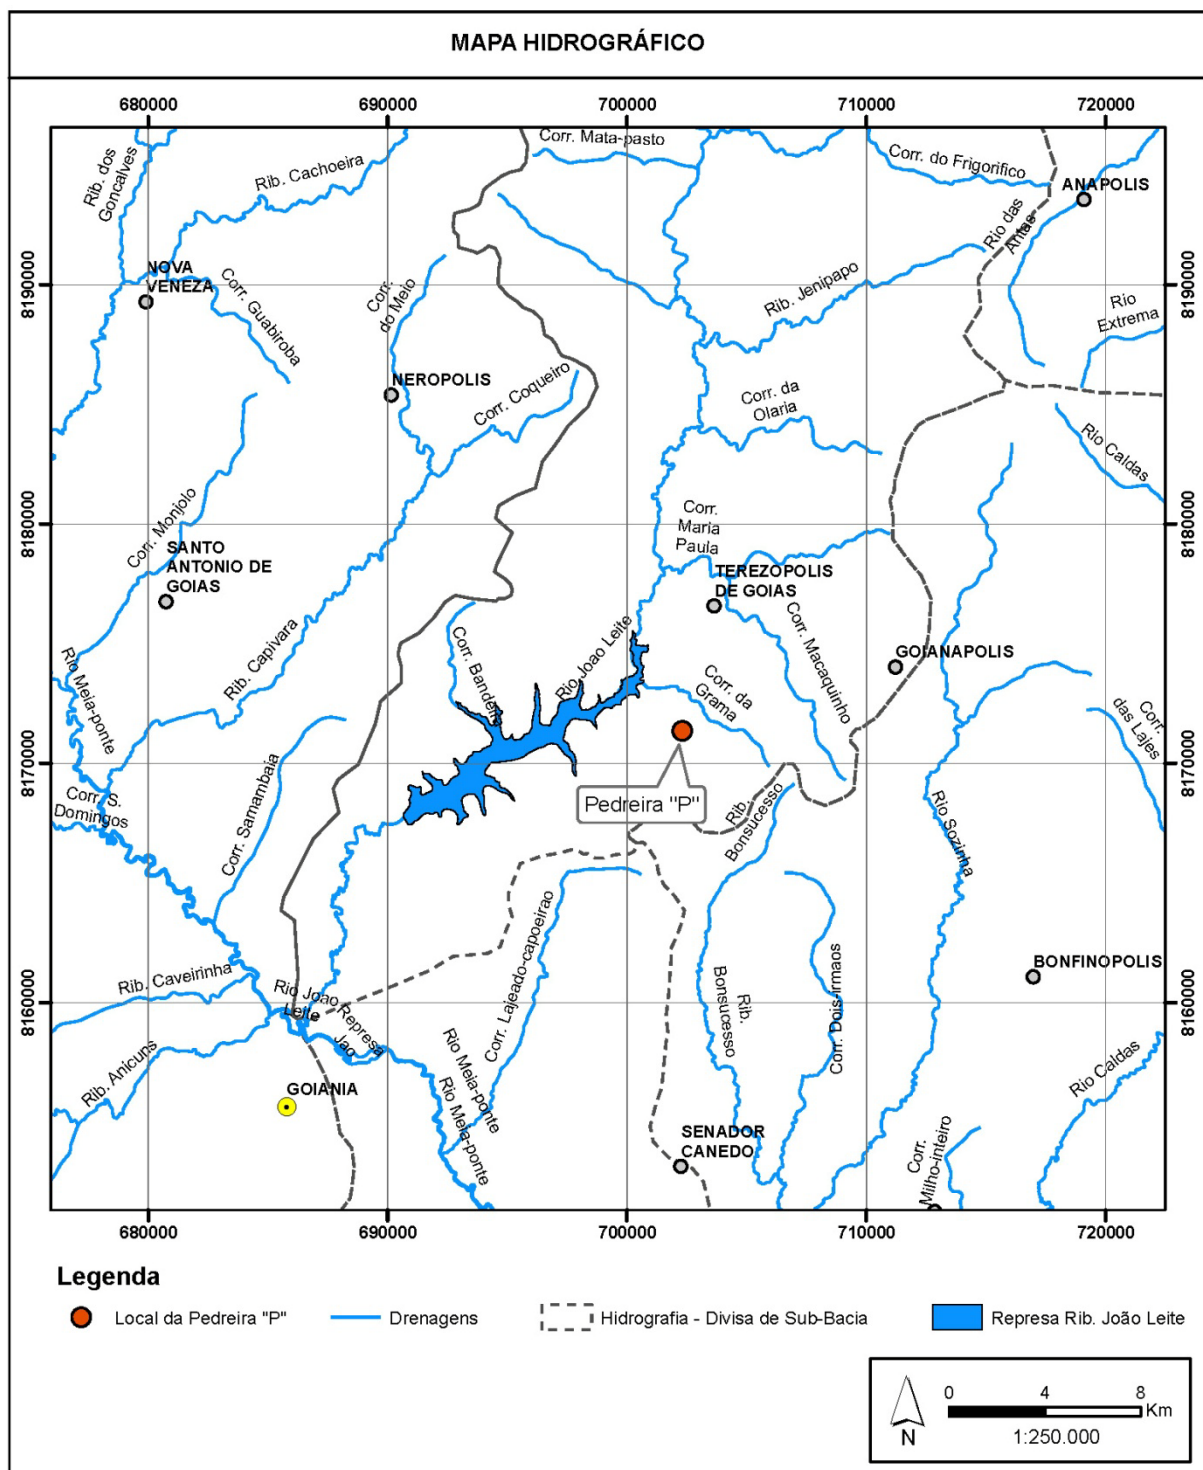 MAPA HIDROGRÁFICO
680000
690000
700000
710000
720000
8190000
8190000
8180000
8180000
8170000
8170000
8160000
8160000
Rib. dos
Goncalves
Rib. Cachoeira
Corr. Mata-pasto
Corr. do Frigorifico
ANAPOLIS
Rio das
Antas
NOVA
VENEZA
Corr. Guabiroba
Corr.
do Meio
Rib. Jenipapo
Rio
Extrema
NEROPOLIS
Corr. Coqueiro
Corr. da
Olaria
Rio Caldas
Corr. Monjolo
SANTO
ANTONIO DE
GOIAS
Corr.
Maria
Paula
TEREZOPOLIS
DE GOIAS
Rio Meia-ponte
Rib. Capivara
Corr. Bandeira
Rio Joao Leite
Corr. da
Grama
Corr. Macaquinho
GOIANAPOLIS
Corr.
das Lajes
Corr. S.
Domingos
Corr. Samambaia
Pedreira "P"
Rib.
Bonsucesso
Rio Sozinha
Rib. Caveirinha
Rio Joao
Leite
Represa
Jao
Corr. Lajeado-capoeirao
Rib.
Bonsucesso
Corr. Dois-irmaos
BONFINOPOLIS
Rib. Anicuns
GOIANIA
Rio Meia-ponte
Rio Meia-ponte
SENADOR
CANEDO
Corr.
Milho-inteiro
Rio Caldas
680000
690000
700000
710000
720000
Legenda
Local da Pedreira "P"
Drenagens
Hidrografia - Divisa de Sub-Bacia
Represa Rib. João Leite
0
4
8
Km
N
1:250.000